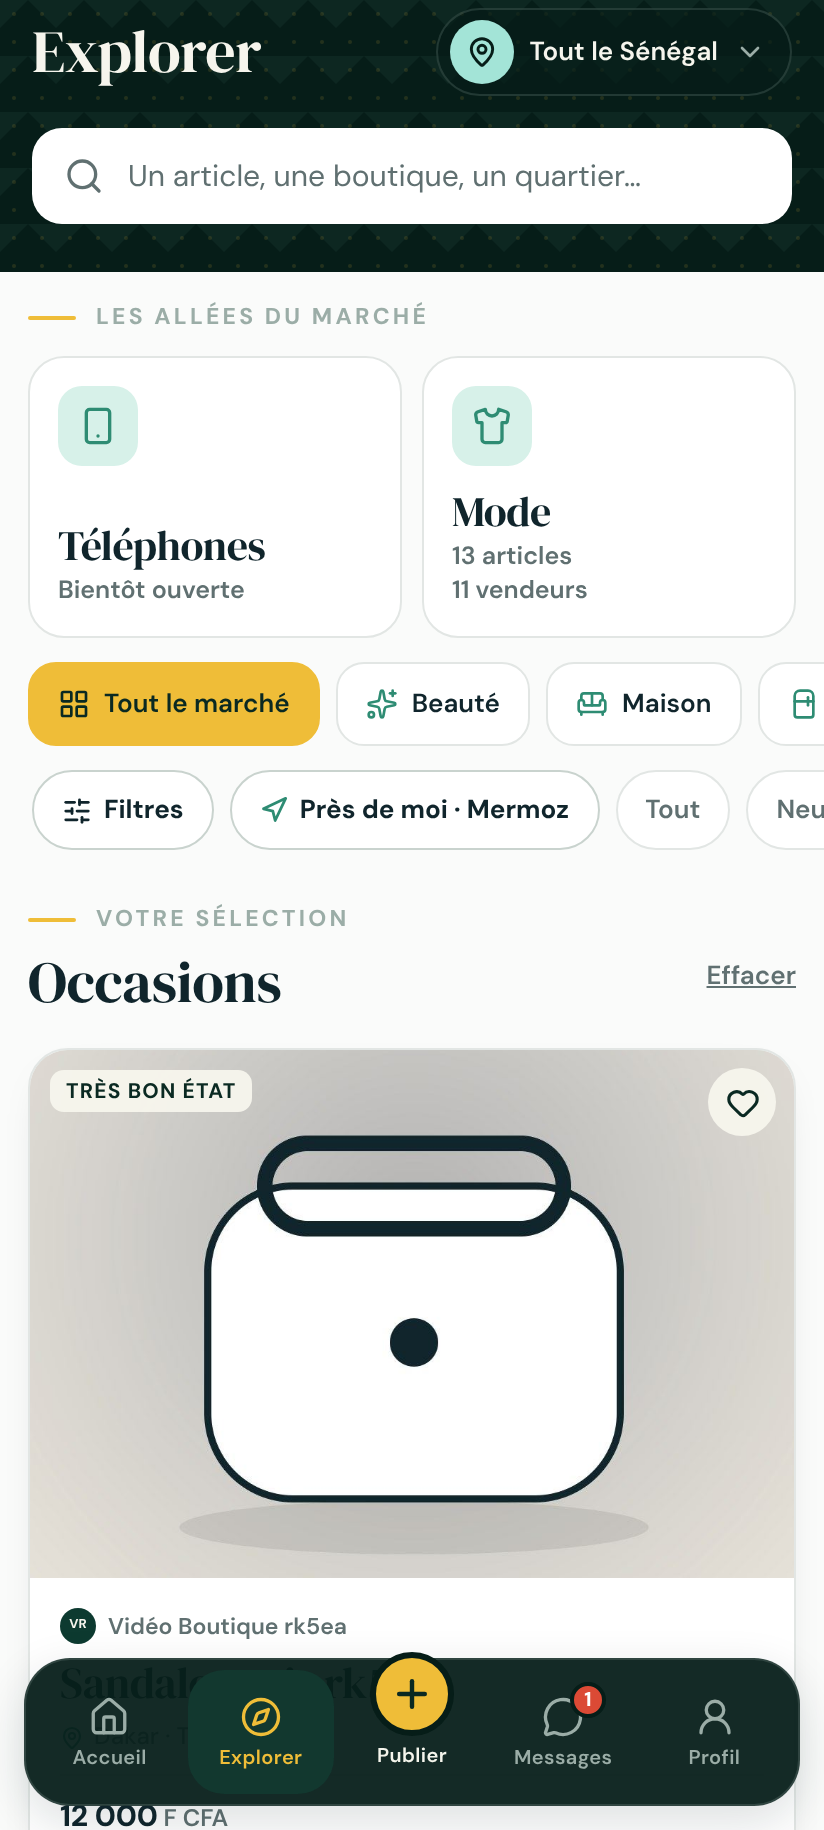 Explorer
Tout le Sénégal
Un article, une boutique, un quartier...
LES ALLÉES DU MARCHÉ
Téléphones
Bientôt ouverte
Mode
13 articles
11 vendeurs
Tout le marché
Beauté
Maison
Filtres
Près de moi · Mermoz
Tout
Neu
VOTRE SÉLECTION
Occasions
Effacer
TRÈS BON ÉTAT
VR
Vidéo Boutique rk5ea
Dakar
1
Accueil
Explorer
Publier
Messages
Profil
12 000 F CFA